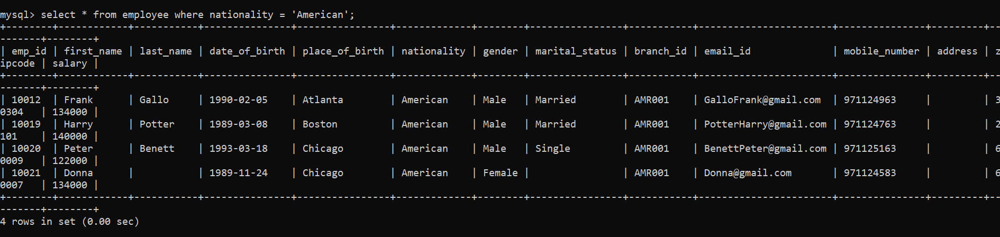 mysql> select * from employee where nationality = 'American';
+--------+------------+-----------+---------------+----------------+-------------+--------+----------------+-----------+-----------------------+---------------+---------+--
-------+--------+
| emp_id | first_name | last_name | date_of_birth | place_of_birth | nationality | gender | marital_status | branch_id | email_id              | mobile_number | address | z
ipcode | salary |
+--------+------------+-----------+---------------+----------------+-------------+--------+----------------+-----------+-----------------------+---------------+---------+--
-------+--------+
| 10012  | Frank      | Gallo     | 1990-02-05    | Atlanta        | American    | Male   | Married        | AMR001    | GalloFrank@gmail.com  | 971124963     |         | 3
0304   | 134000 |
| 10019  | Harry      | Potter    | 1989-03-08    | Boston         | American    | Male   | Married        | AMR001    | PotterHarry@gmail.com | 971124763     |         | 2
101    | 140000 |
| 10020  | Peter      | Benett    | 1993-03-18    | Chicago        | American    | Male   | Single         | AMR001    | BenettPeter@gmail.com | 971125163     |         | 6
0009   | 122000 |
| 10021  | Donna      |           | 1989-11-24    | Chicago        | American    | Female |                | AMR001    | Donna@gmail.com       | 971124583     |         | 6
0007   | 134000 |
+--------+------------+-----------+---------------+----------------+-------------+--------+----------------+-----------+-----------------------+---------------+---------+--
-------+--------+
4 rows in set (0.00 sec)